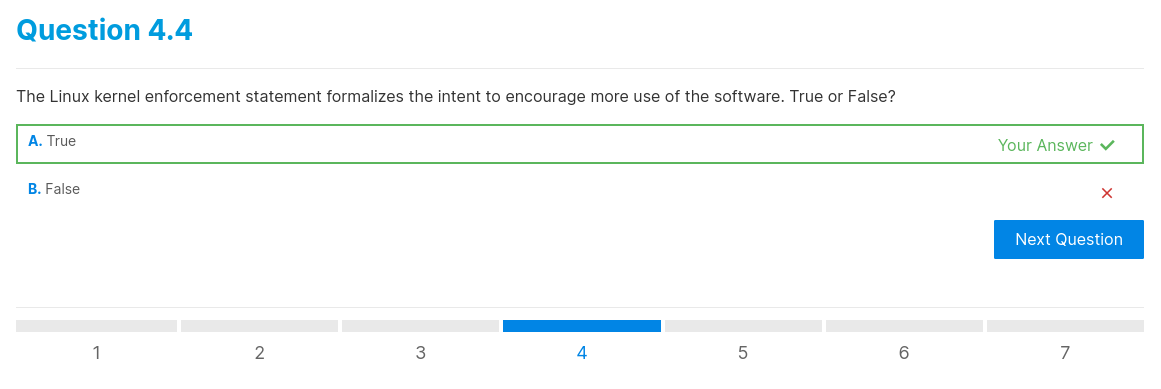 Question 4.4
The Linux kernel enforcement statement formalizes the intent to encourage more use of the software. True or False?
A. True
Your Answer
B. False
Next Question
1 2 3 4 5 6 7